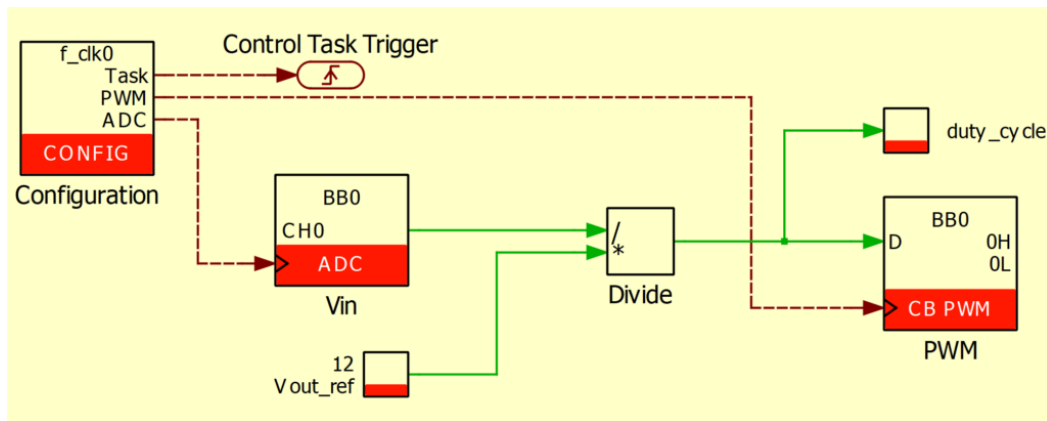 f_clk0
Task
PWM
ADC
CONFIG
Configuration
Control Task Trigger
BB0
CH0
ADC
Vin
12
Vout_ref
/
*
Divide
duty_cycle
BB0
D
0H
0L
CB PWM
PWM